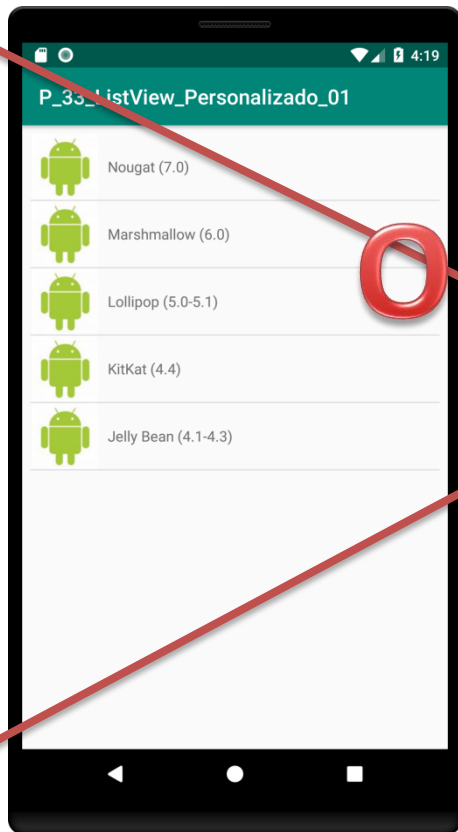 4:19
P_33_ListView_Personalizado_01
Nougat (7.0)
Marshmallow (6.0)
O
Lollipop (5.0-5.1)
KitKat (4.4)
Jelly Bean (4.1-4.3)